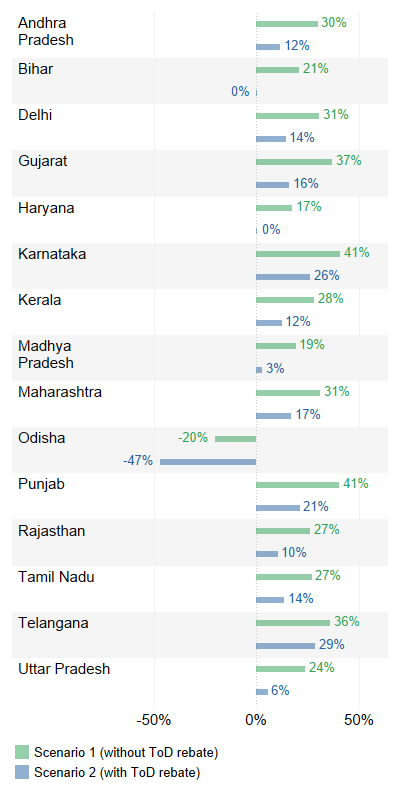 Andhra
Pradesh
30%
12%
Bihar
21%
0%
Delhi
31%
14%
Gujarat
37%
16%
Haryana
17%
0%
Karnataka
41%
26%
Kerala
28%
12%
Madhya
Pradesh
19%
3%
Maharashtra
31%
17%
Odisha
-20%
-47%
Punjab
41%
21%
Rajasthan
27%
10%
Tamil Nadu
27%
14%
Telangana
36%
29%
Uttar Pradesh
24%
6%
-50% 0% 50%
Scenario 1 (without ToD rebate)
Scenario 2 (with ToD rebate)